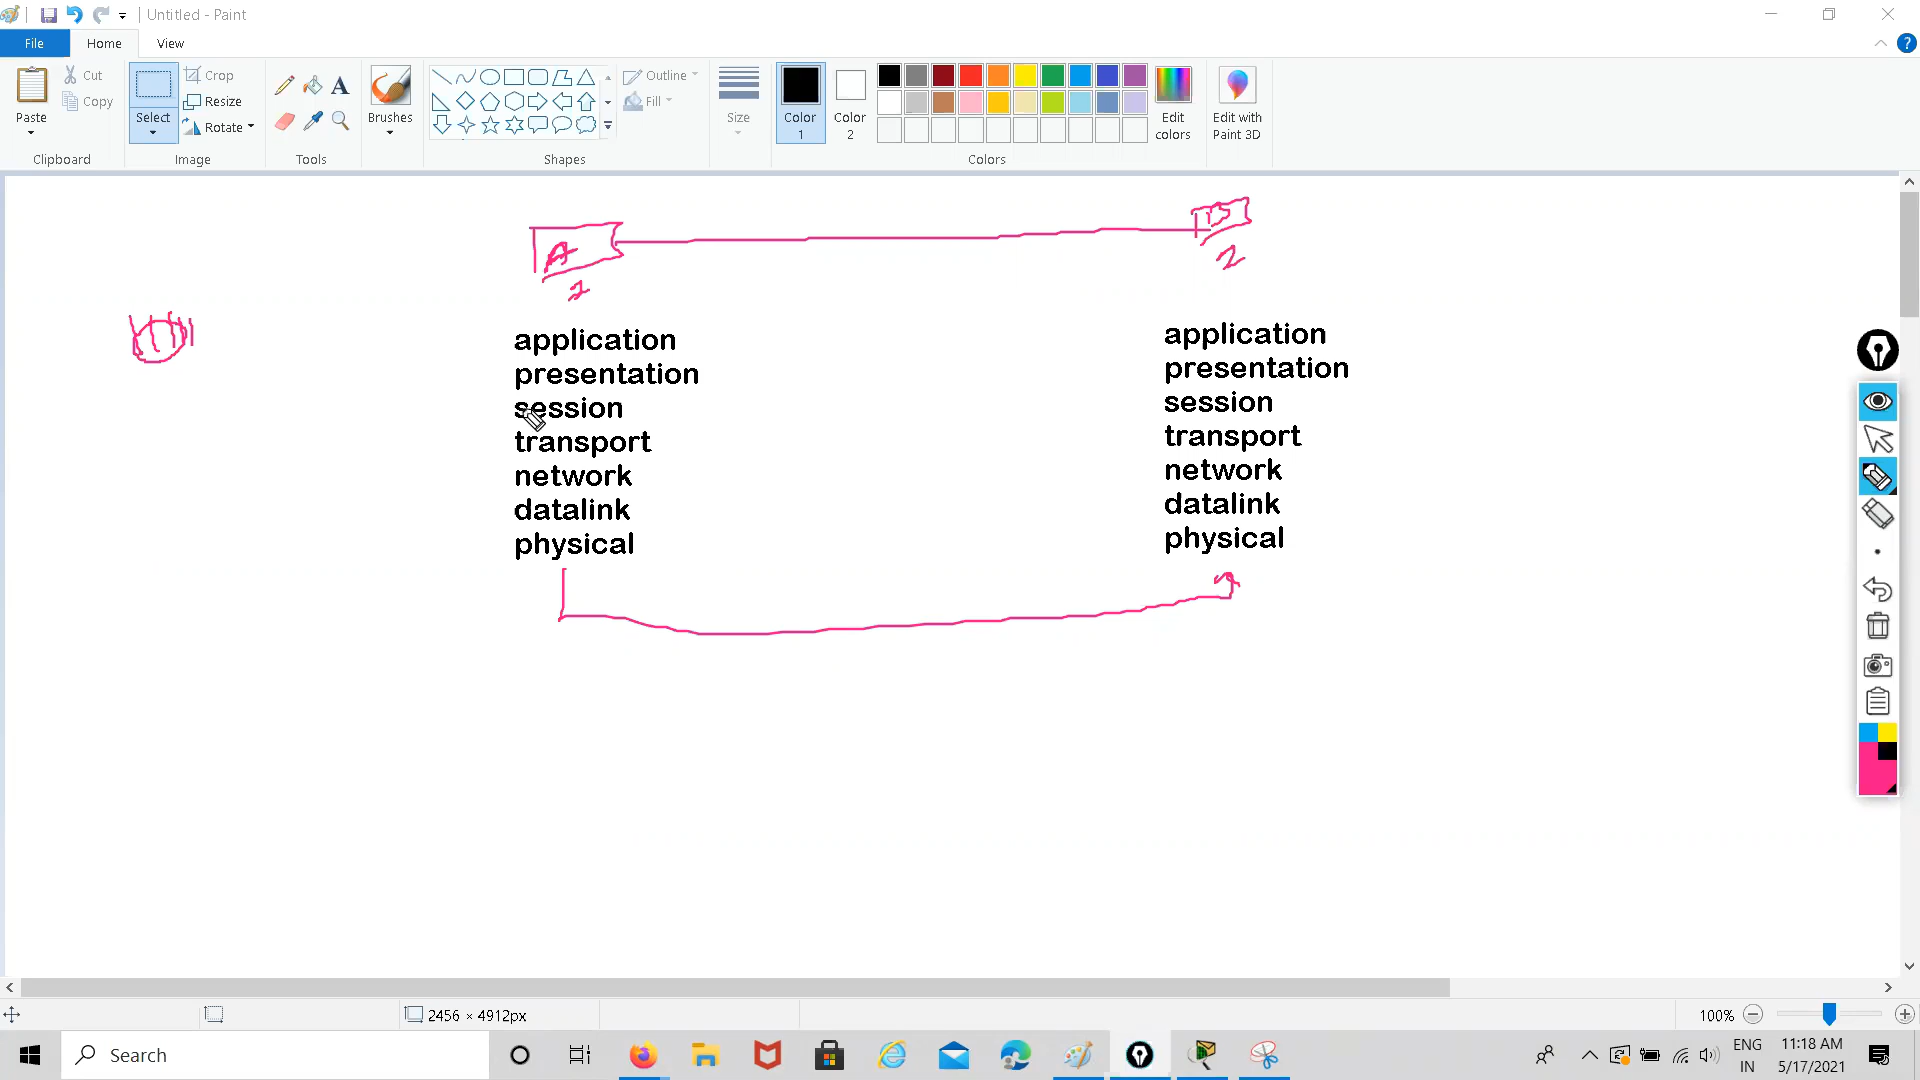 Untitled - Paint
File
Home
View
Paste
Cut
Copy
Clipboard
Select
Crop
Resize
Rotate
Image
Tools
Brushes
Shapes
Outline
Fill
Size
Color
1
Color
2
Colors
Edit
colors
Edit with
Paint 3D
A
B
2
application
presentation
session
transport
network
datalink
physical
application
presentation
session
transport
network
datalink
physical
2456 × 4912px
100%
Search
ENG
IN
11:18 AM
5/17/2021